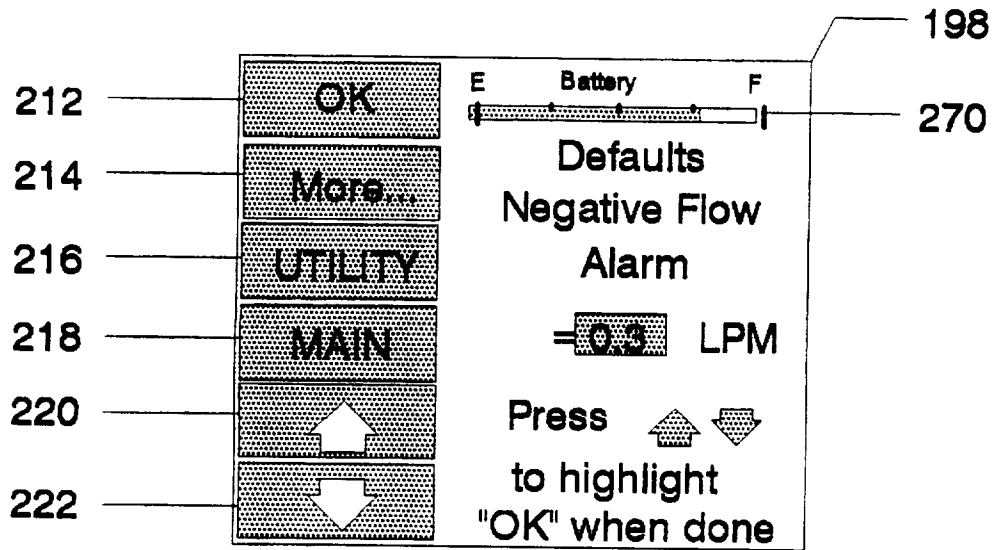 198
212
OK
E Battery F
270
214
More...
Defaults
Negative Flow
Alarm
216
UTILITY
218
MAIN
= 0.3 LPM
220
Press
222
to highlight
"OK" when done